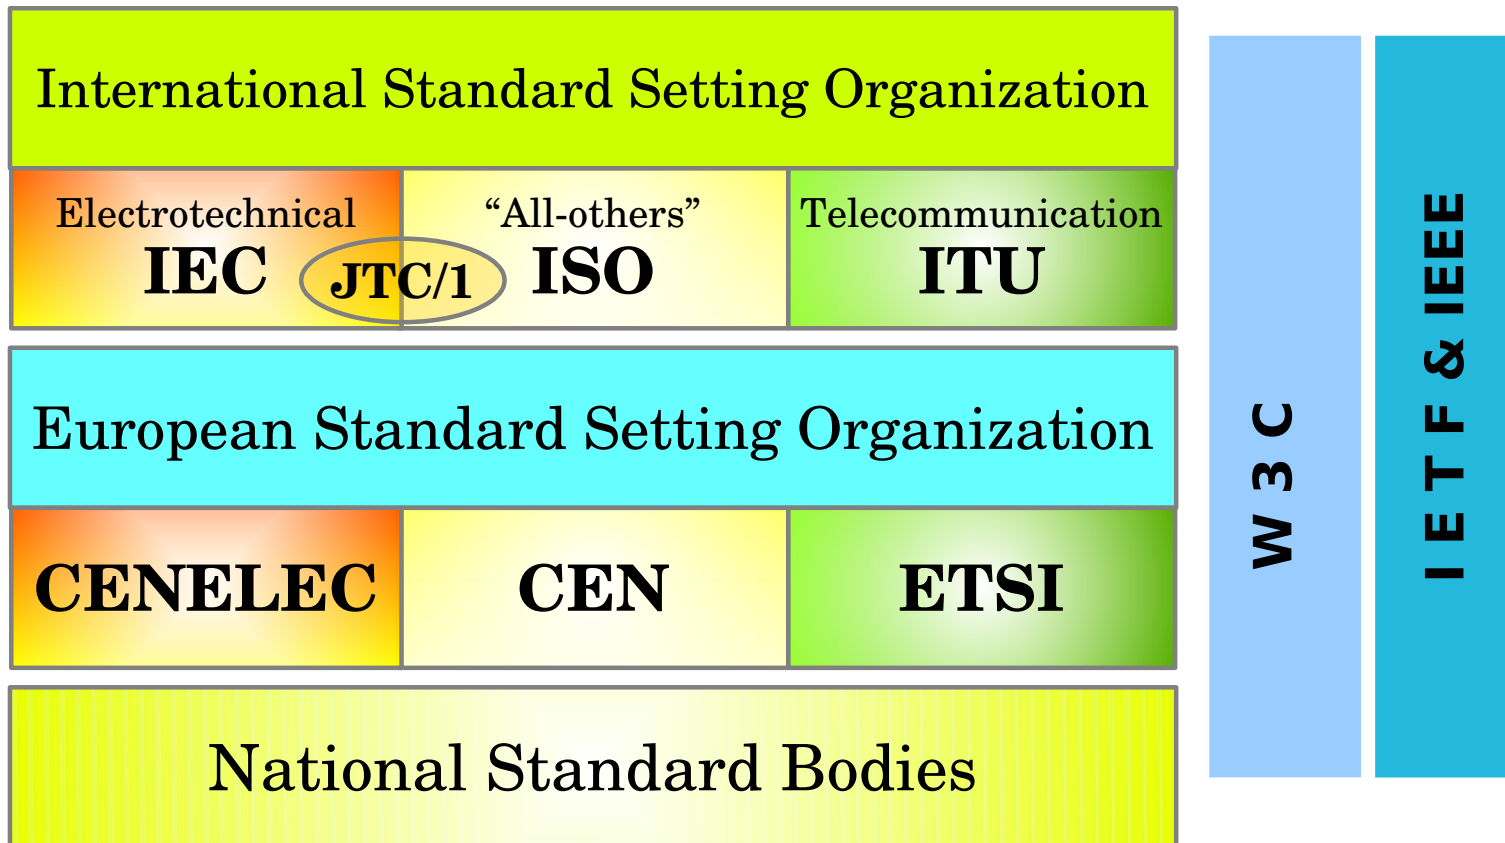 International Standard Setting Organization
Electrotechnical
IEC
JTC/1
“All-others”
ISO
Telecommunication
ITU
European Standard Setting Organization
CENELEC
CEN
ETSI
National Standard Bodies
W 3 C
I E T F & IEEE